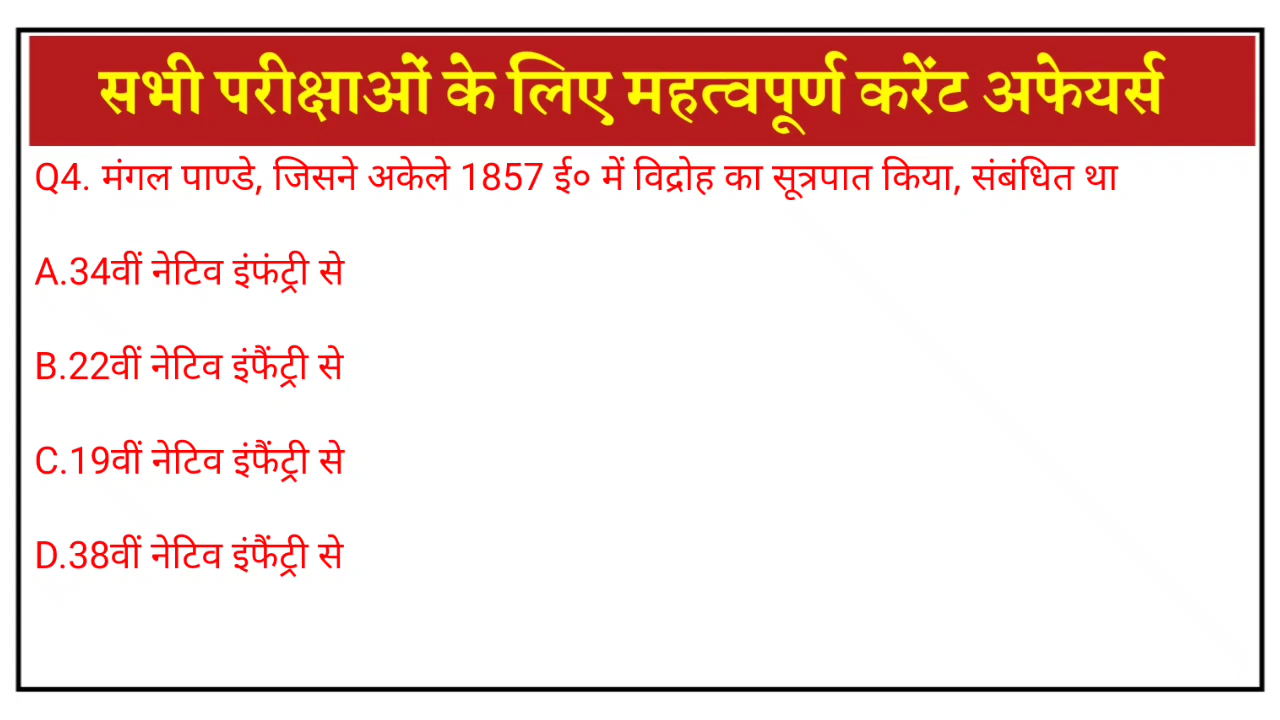 सभी परीक्षाओं के लिए महत्वपूर्ण करेंट अफेयर्स
Q4. मंगल पाण्डे, जिसने अकेले 1857 ई० में विद्रोह का सूत्रपात किया, संबंधित था
A.34वीं नेटिव इंफंट्री से
B.22वीं नेटिव इंफैंट्री से
C.19वीं नेटिव इंफैंट्री से
D.38वीं नेटिव इंफैंट्री से